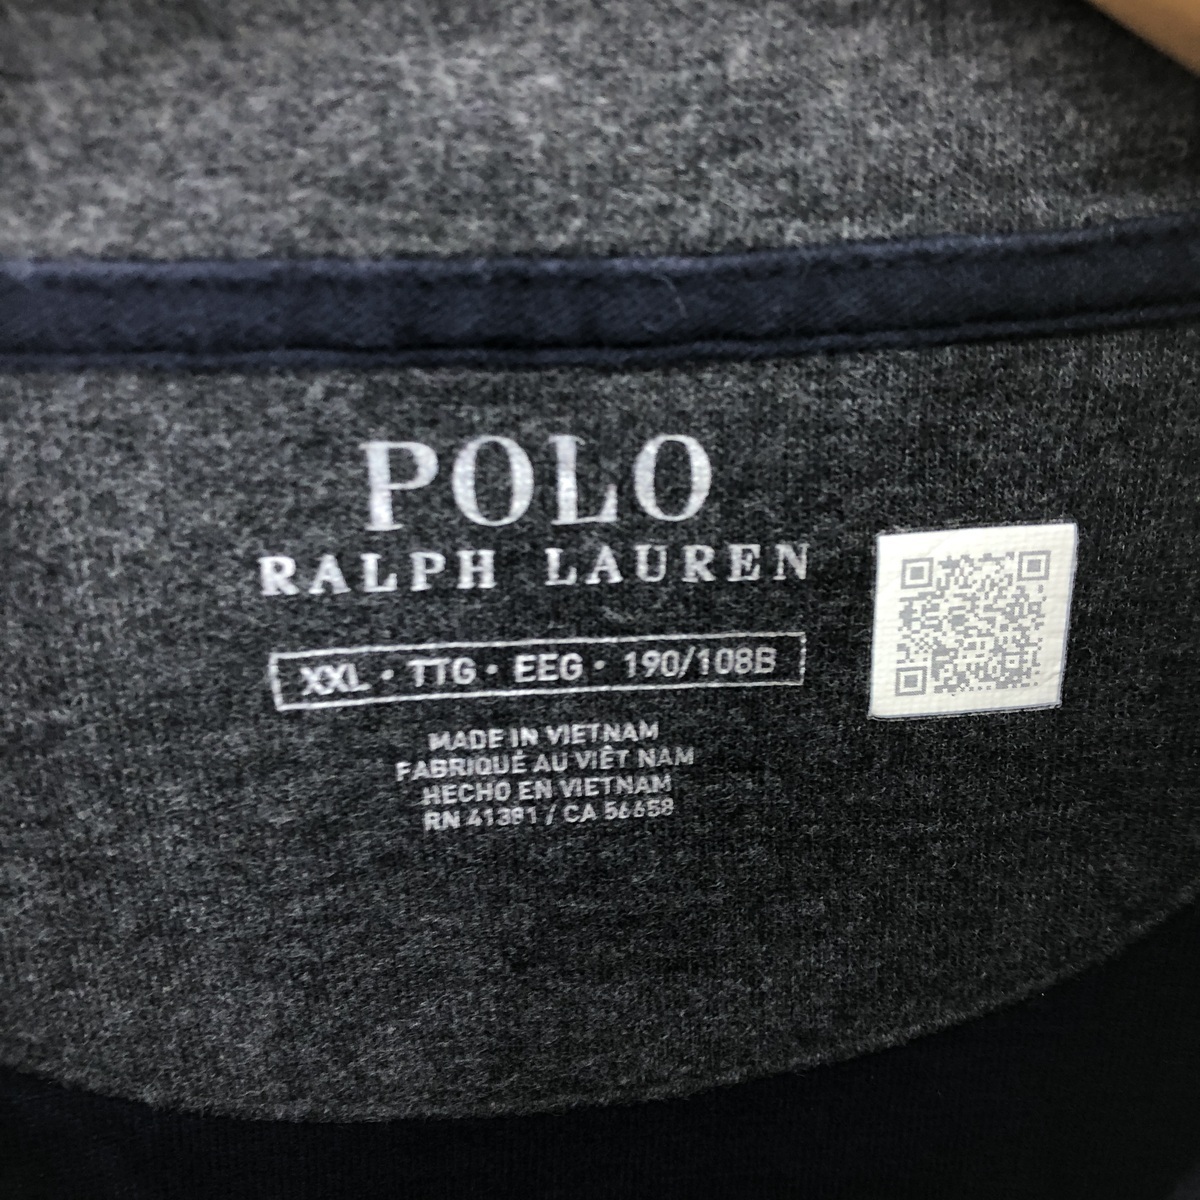 POLO
RALPH LAUREN
XXL • TTG • EEG • 190/108B
MADE IN VIETNAM
FABRIQUÉ AU VIÊT NAM
HECHO EN VIETNAM
RN 41381 / CA 56658